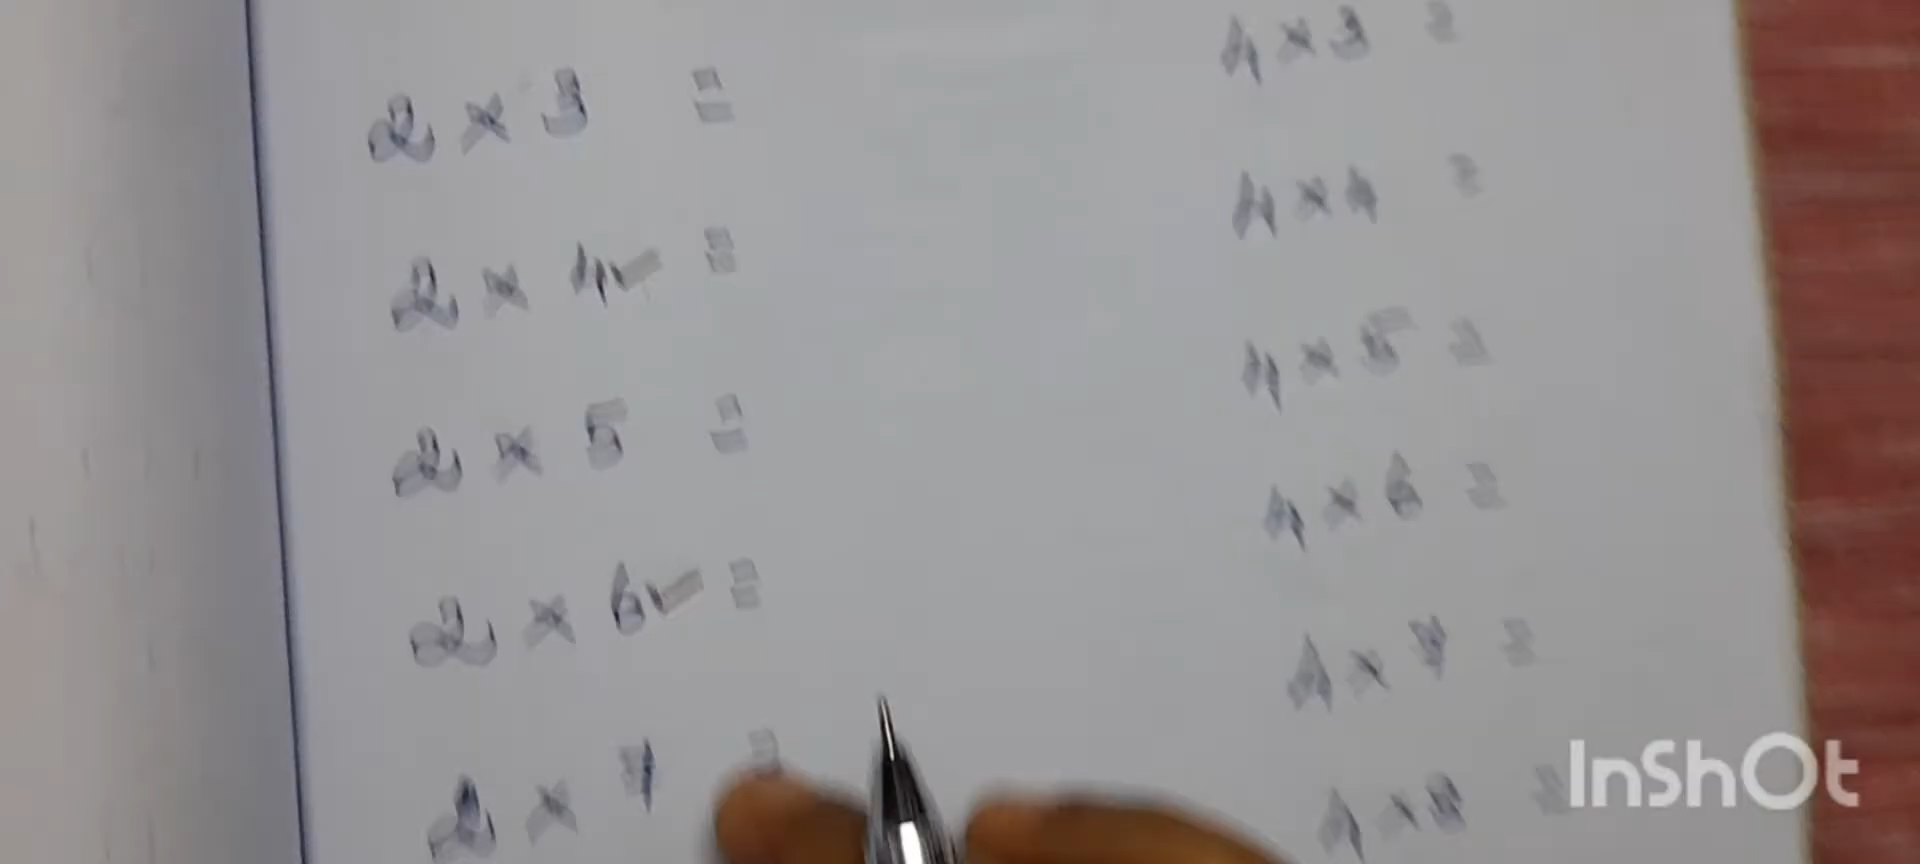 2 × 3 =
2 × 4 =
2 × 5 =
2 × 6 =
2 × 7 =
4 × 3 =
4 × 4 =
4 × 5 =
4 × 6 =
4 × 7 =
4 × 8 =
InShOt